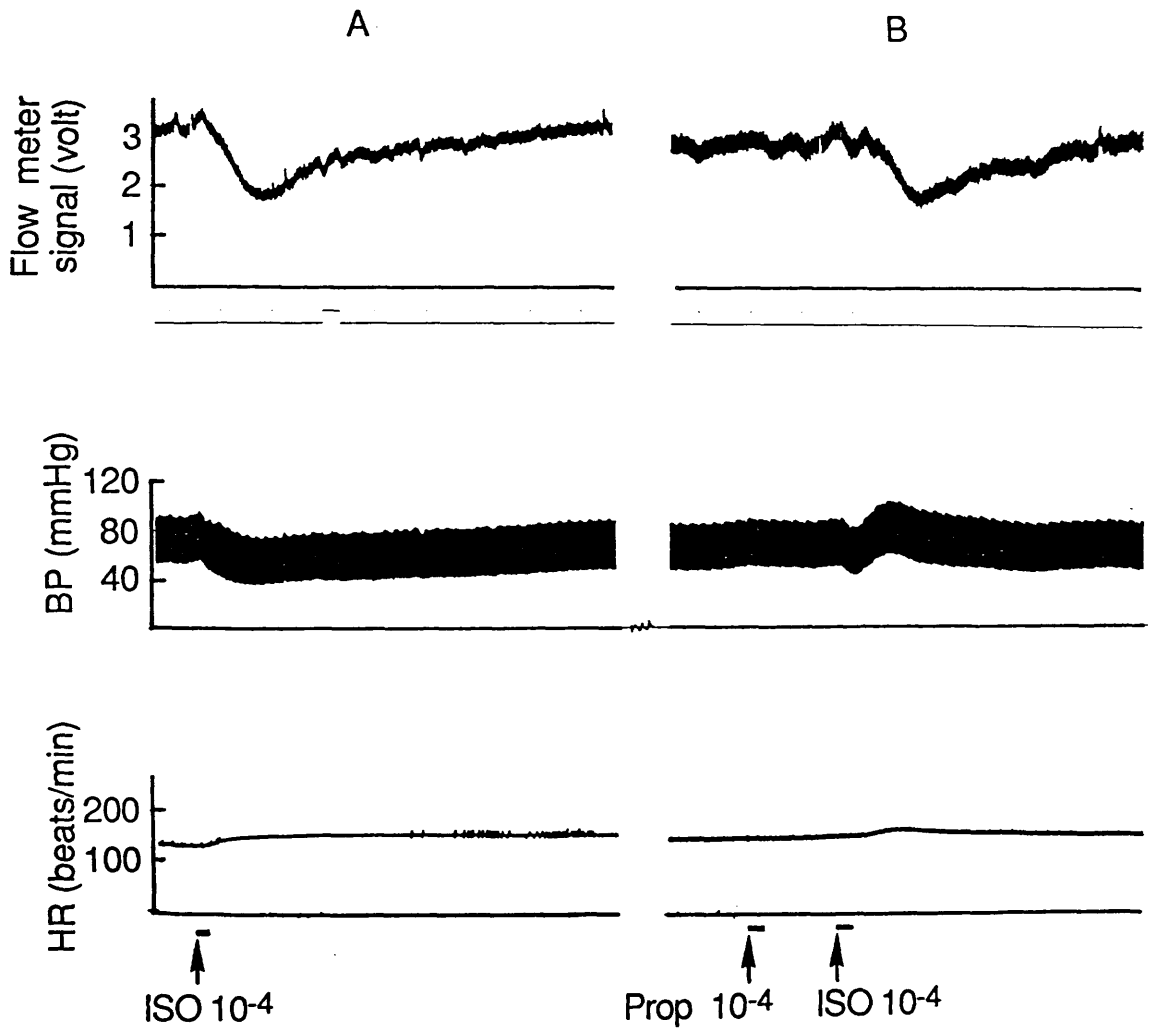 A
B
Flow meter
signal (volt)
3
2
1
BP (mmHg)
120
80
40
HR (beats/min)
200
100
ISO 10-4
Prop 10-4
ISO 10-4